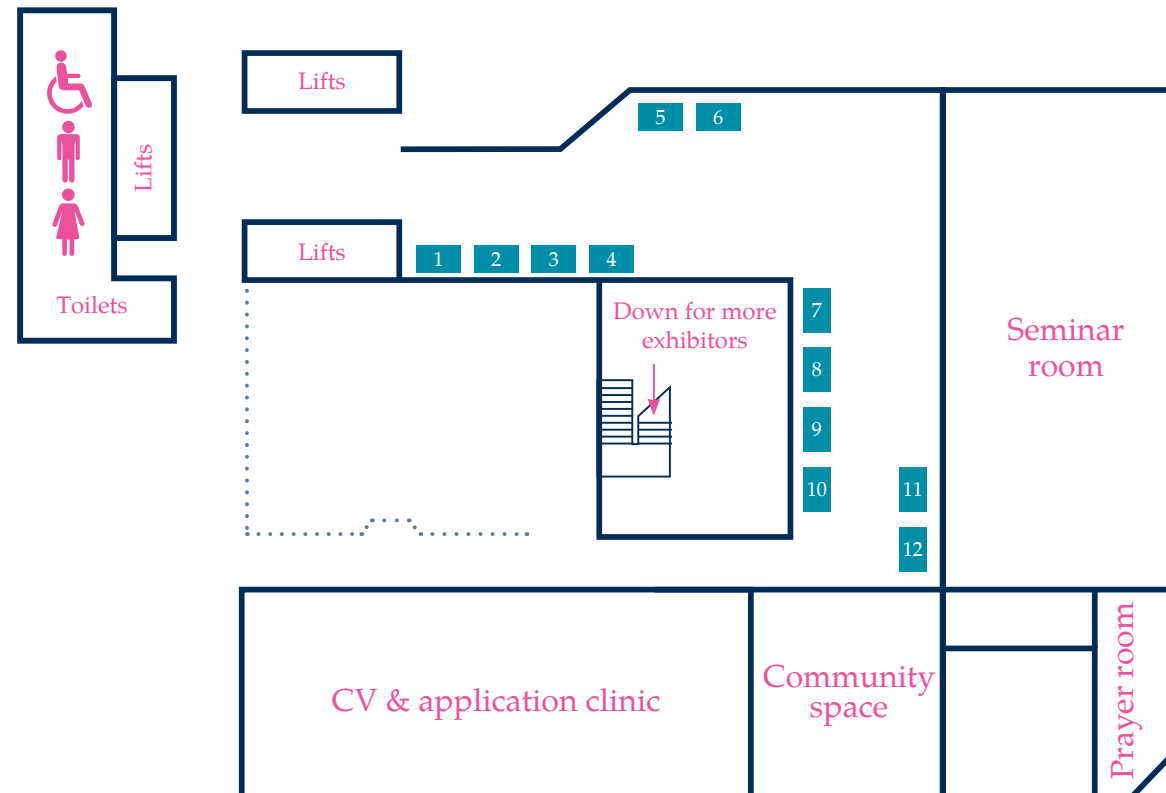 Lifts
5
6
Lifts
Lifts
1
2
3
4
Toilets
Down for more
exhibitors
7
8
9
10
11
12
Seminar
room
CV & application clinic
Community
space
Prayer room